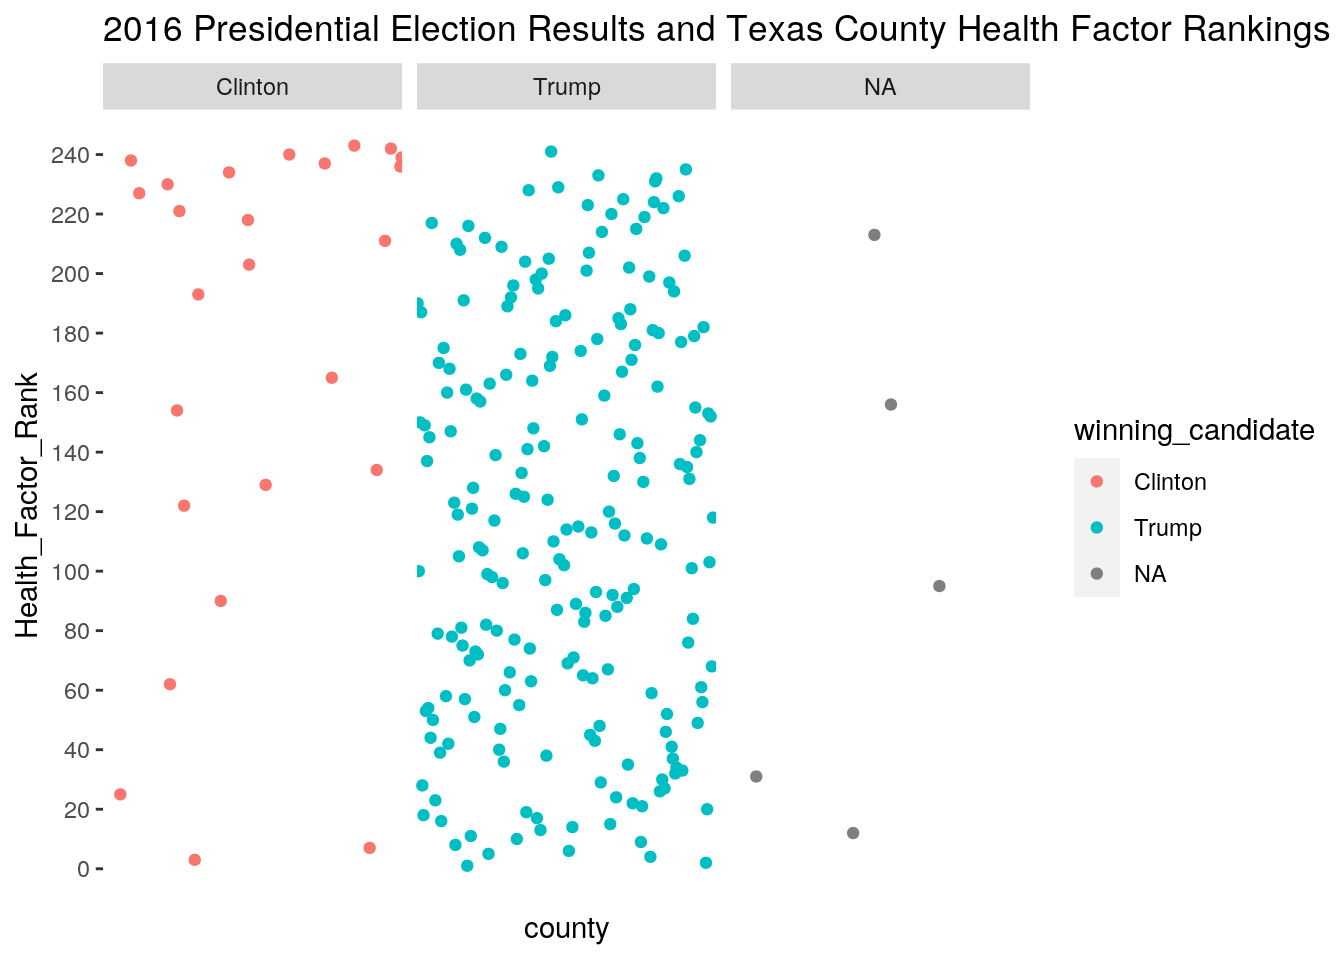 2016 Presidential Election Results and Texas County Health Factor Rankings
Clinton
Trump
NA
240
220
200
180
160
140
120
100
80
60
40
20
0
Health_Factor_Rank
county
winning_candidate
Clinton
Trump
NA